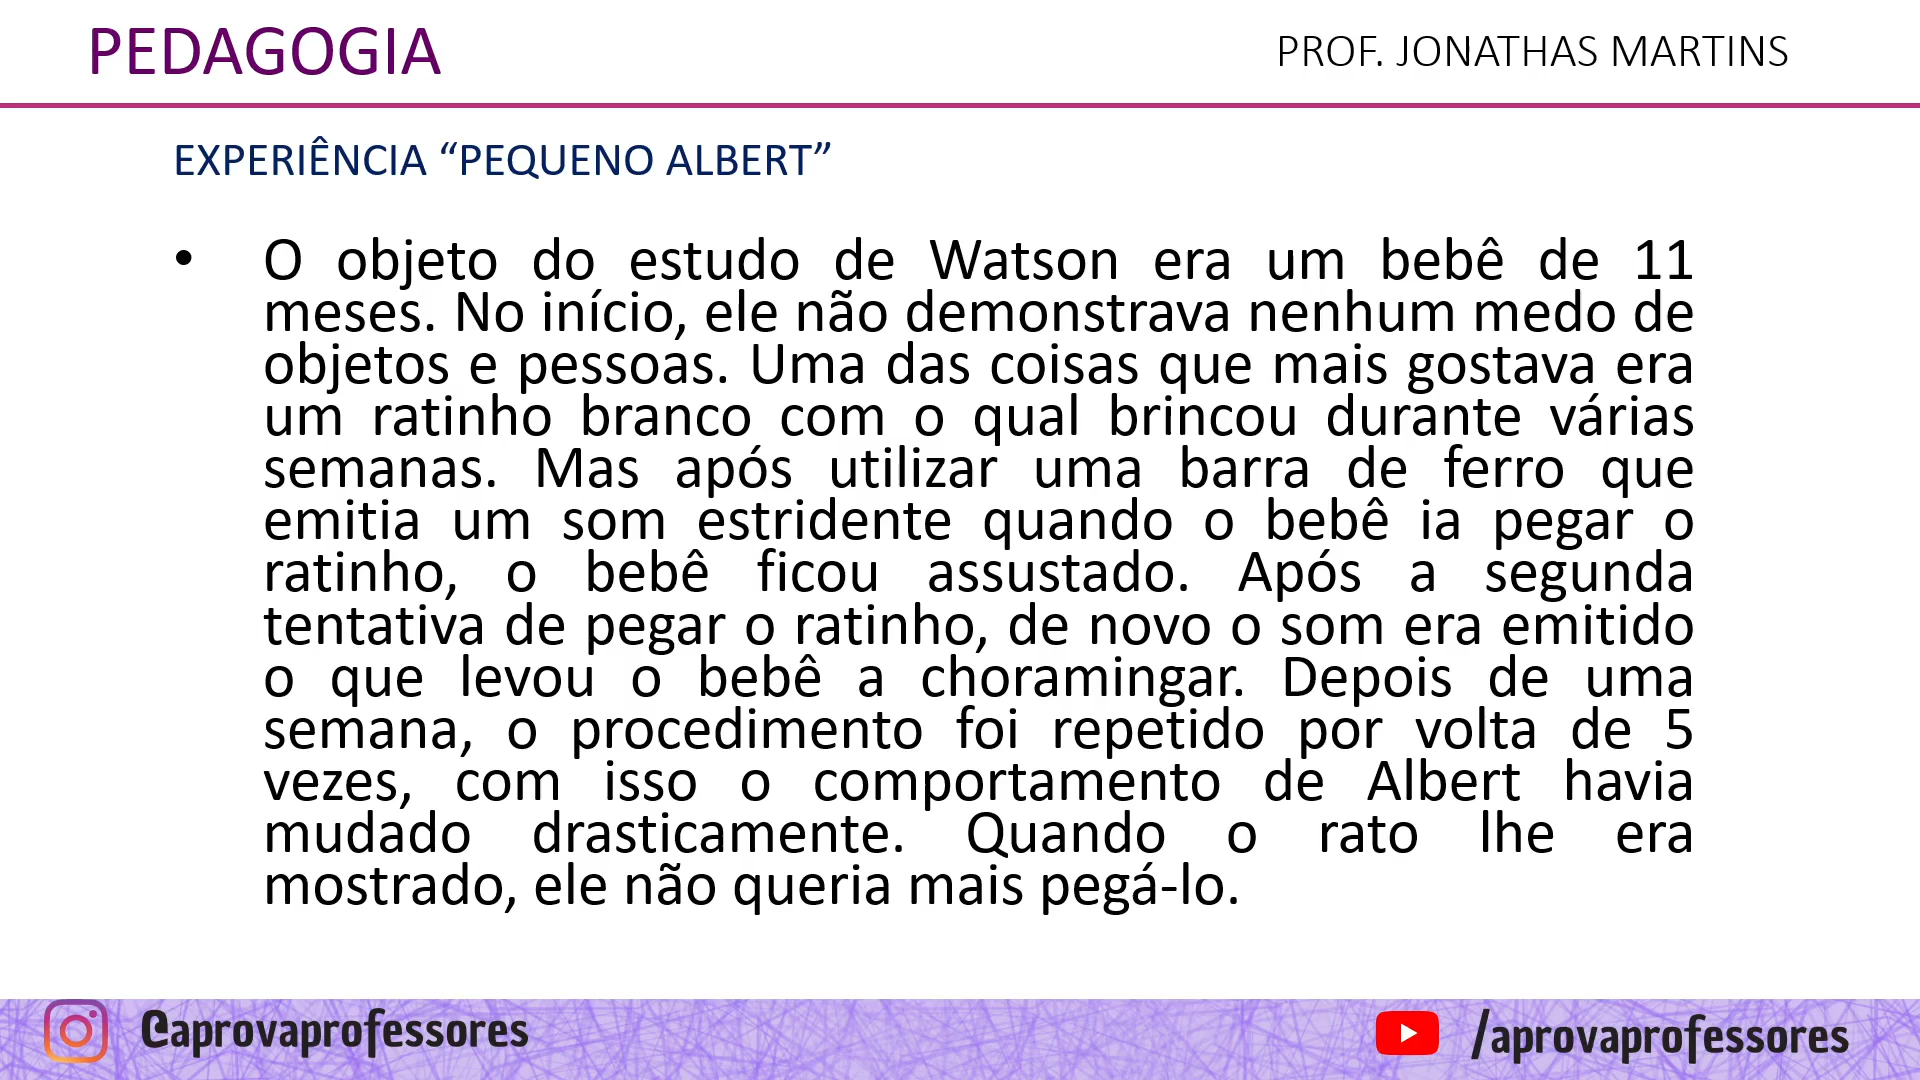 PEDAGOGIA
PROF. JONATHAS MARTINS
EXPERIÊNCIA “PEQUENO ALBERT”
• O objeto do estudo de Watson era um bebê de 11
meses. No início, ele não demonstrava nenhum medo de
objetos e pessoas. Uma das coisas que mais gostava era
um ratinho branco com o qual brincou durante várias
semanas. Mas após utilizar uma barra de ferro que
emitia um som estridente quando o bebê ia pegar o
ratinho, o bebê ficou assustado. Após a segunda
tentativa de pegar o ratinho, de novo o som era emitido
o que levou o bebê a choramingar. Depois de uma
semana, o procedimento foi repetido por volta de 5
vezes, com isso o comportamento de Albert havia
mudado drasticamente. Quando o rato lhe era
mostrado, ele não queria mais pegá-lo.
@aprovaprofessores
/aprovaprofessores